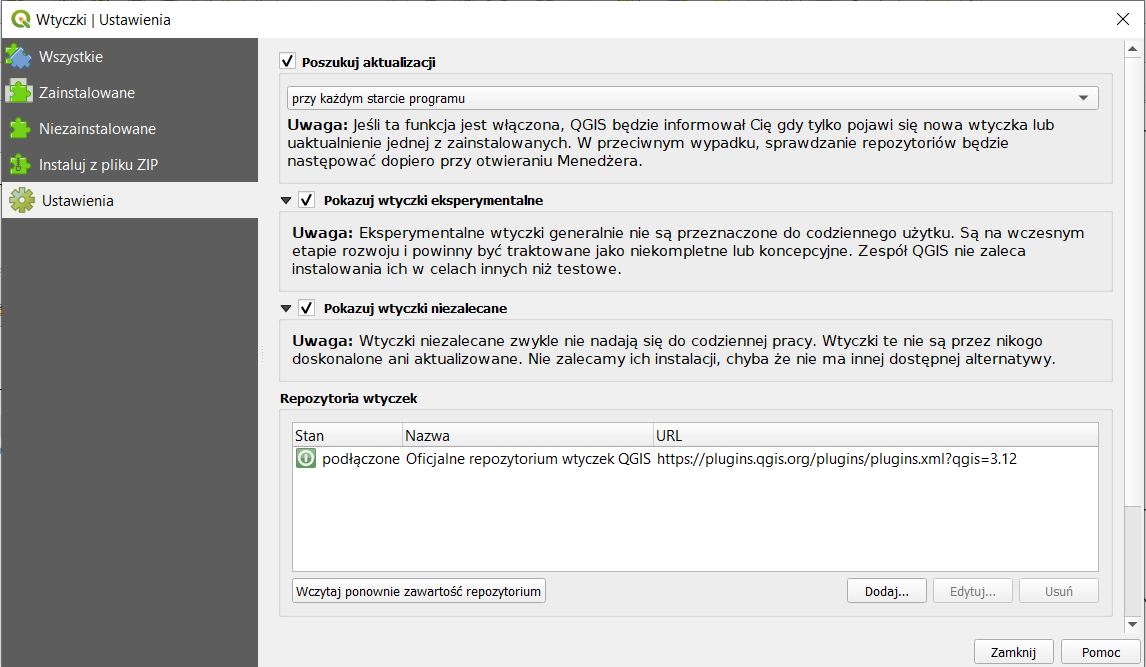 Wtyczki | Ustawienia
Wszystkie
Zainstalowane
Niezainstalowane
Instaluj z pliku ZIP
Ustawienia
Poszukuj aktualizacji
przy każdym starcie programu
Uwaga: Jeśli ta funkcja jest włączona, QGIS będzie informował Cię gdy tylko pojawi się nowa wtyczka lub
uaktualnienie jednej z zainstalowanych. W przeciwnym wypadku, sprawdzanie repozytoriów będzie
następować dopiero przy otwieraniu Menedżera.
Pokazuj wtyczki eksperymentalne
Uwaga: Eksperymentalne wtyczki generalnie nie są przeznaczone do codziennego użytku. Są na wczesnym
etapie rozwoju i powinny być traktowane jako niekompletne lub koncepcyjne. Zespół QGIS nie zaleca
instalowania ich w celach innych niż testowe.
Pokazuj wtyczki niezalecane
Uwaga: Wtyczki niezalecane zwykle nie nadają się do codziennej pracy. Wtyczki te nie są przez nikogo
doskonalone ani aktualizowane. Nie zalecamy ich instalacji, chyba że nie ma innej dostępnej alternatywy.
Repozytoria wtyczek
Stan Nazwa URL
podłączone Oficjalne repozytorium wtyczek QGIS https://plugins.qgis.org/plugins/plugins.xml?qgis=3.12
Wczytaj ponownie zawartość repozytorium Dodaj... Edytuj... Usuń
Zamknij Pomoc